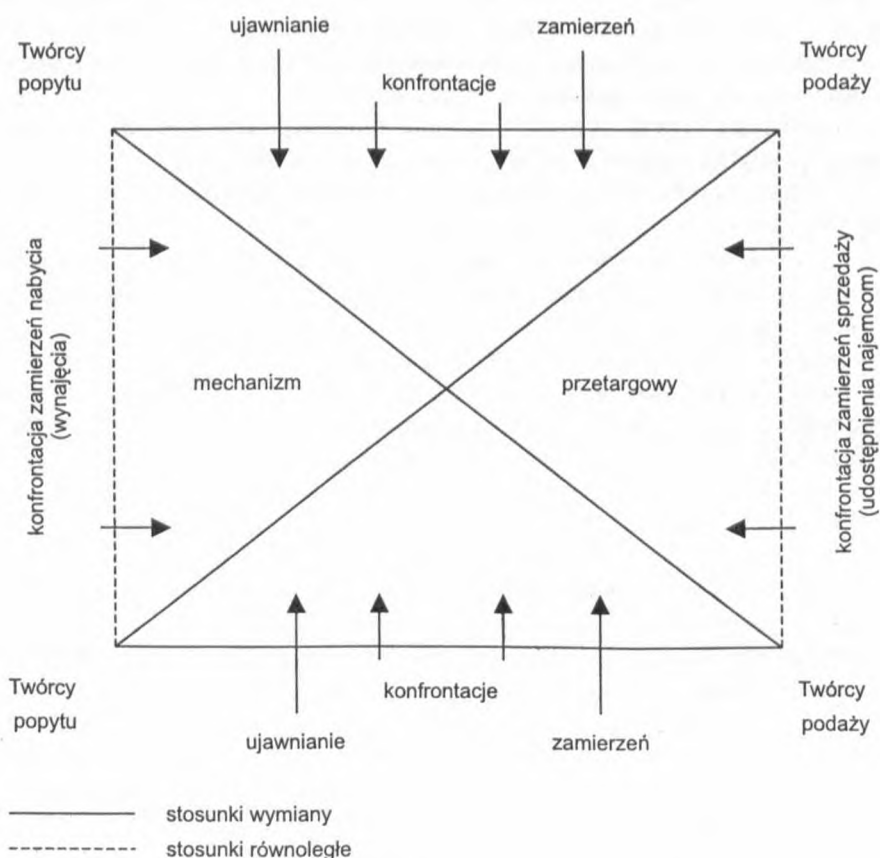 ujawnianie zamierzeń
Twórcy Twórcy
popytu podaży
konfrontacje
konfrontacja zamierzeń nabycia
(wynajęcia)
mechanizm przetargowy
konfrontacja zamierzeń sprzedaży
(udostępnienia najemcom)
Twórcy Twórcy
popytu podaży
konfrontacje
ujawnianie zamierzeń
stosunki wymiany
stosunki równoległe